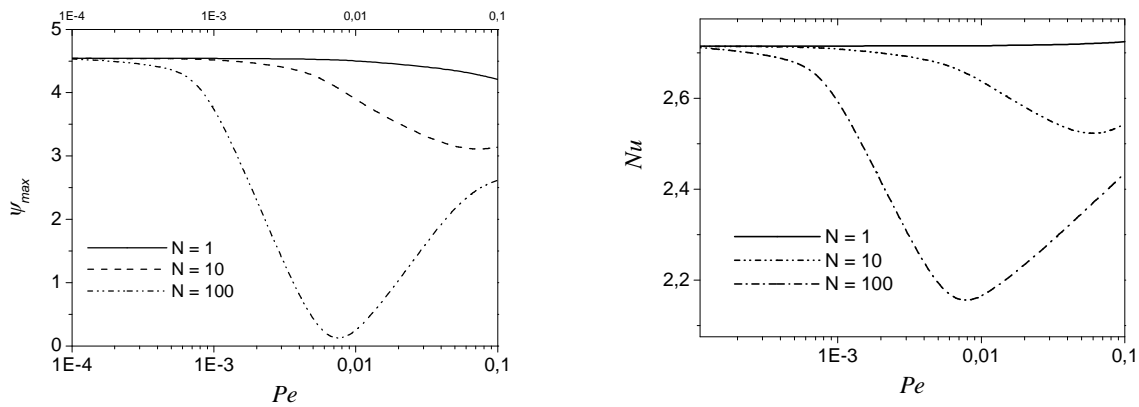 1E-4 1E-3 0,01 0,1
5
4
3
2
1
0
ψmax
N = 1
N = 10
N = 100
1E-4 1E-3 0,01 0,1
Pe
2,6
2,4
2,2
Nu
N = 1
N = 10
N = 100
1E-3 0,01 0,1
Pe